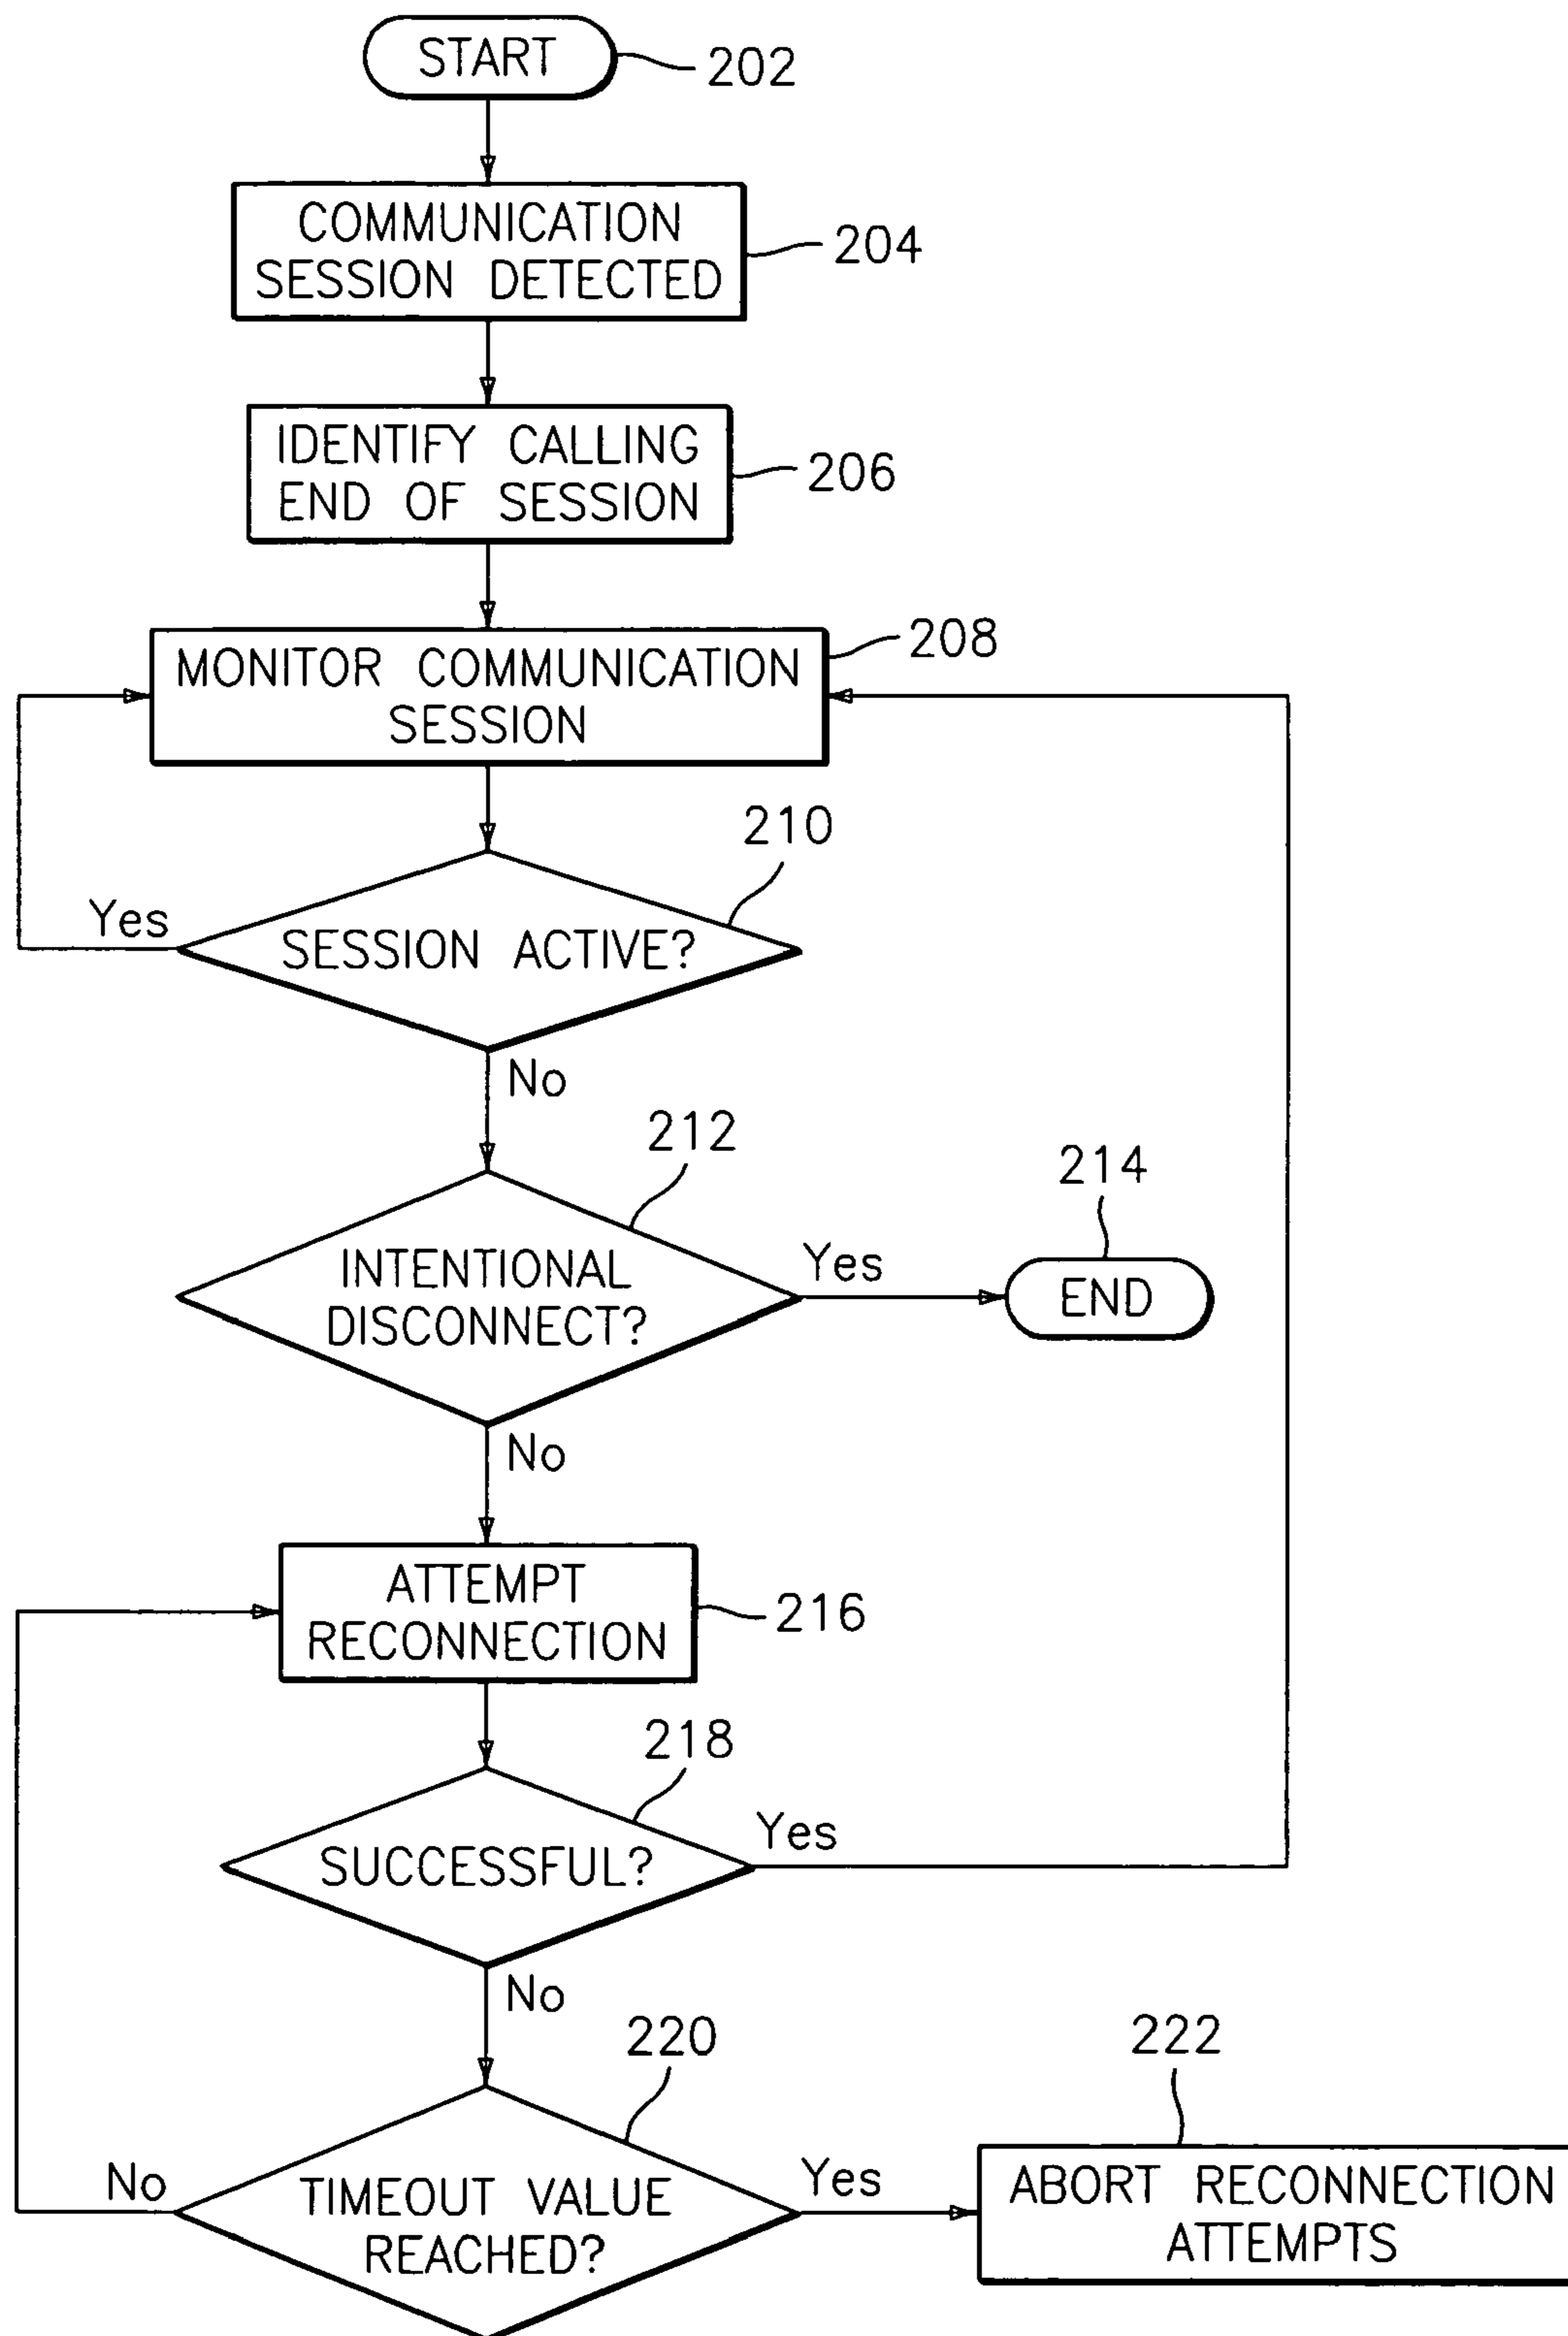 START
202
COMMUNICATION
SESSION DETECTED
204
IDENTIFY CALLING
END OF SESSION
206
MONITOR COMMUNICATION
SESSION
208
210
Yes
SESSION ACTIVE?
No
212
214
INTENTIONAL
DISCONNECT?
Yes
END
No
ATTEMPT
RECONNECTION
216
218
SUCCESSFUL?
Yes
No
220
222
No
TIMEOUT VALUE
REACHED?
Yes
ABORT RECONNECTION
ATTEMPTS